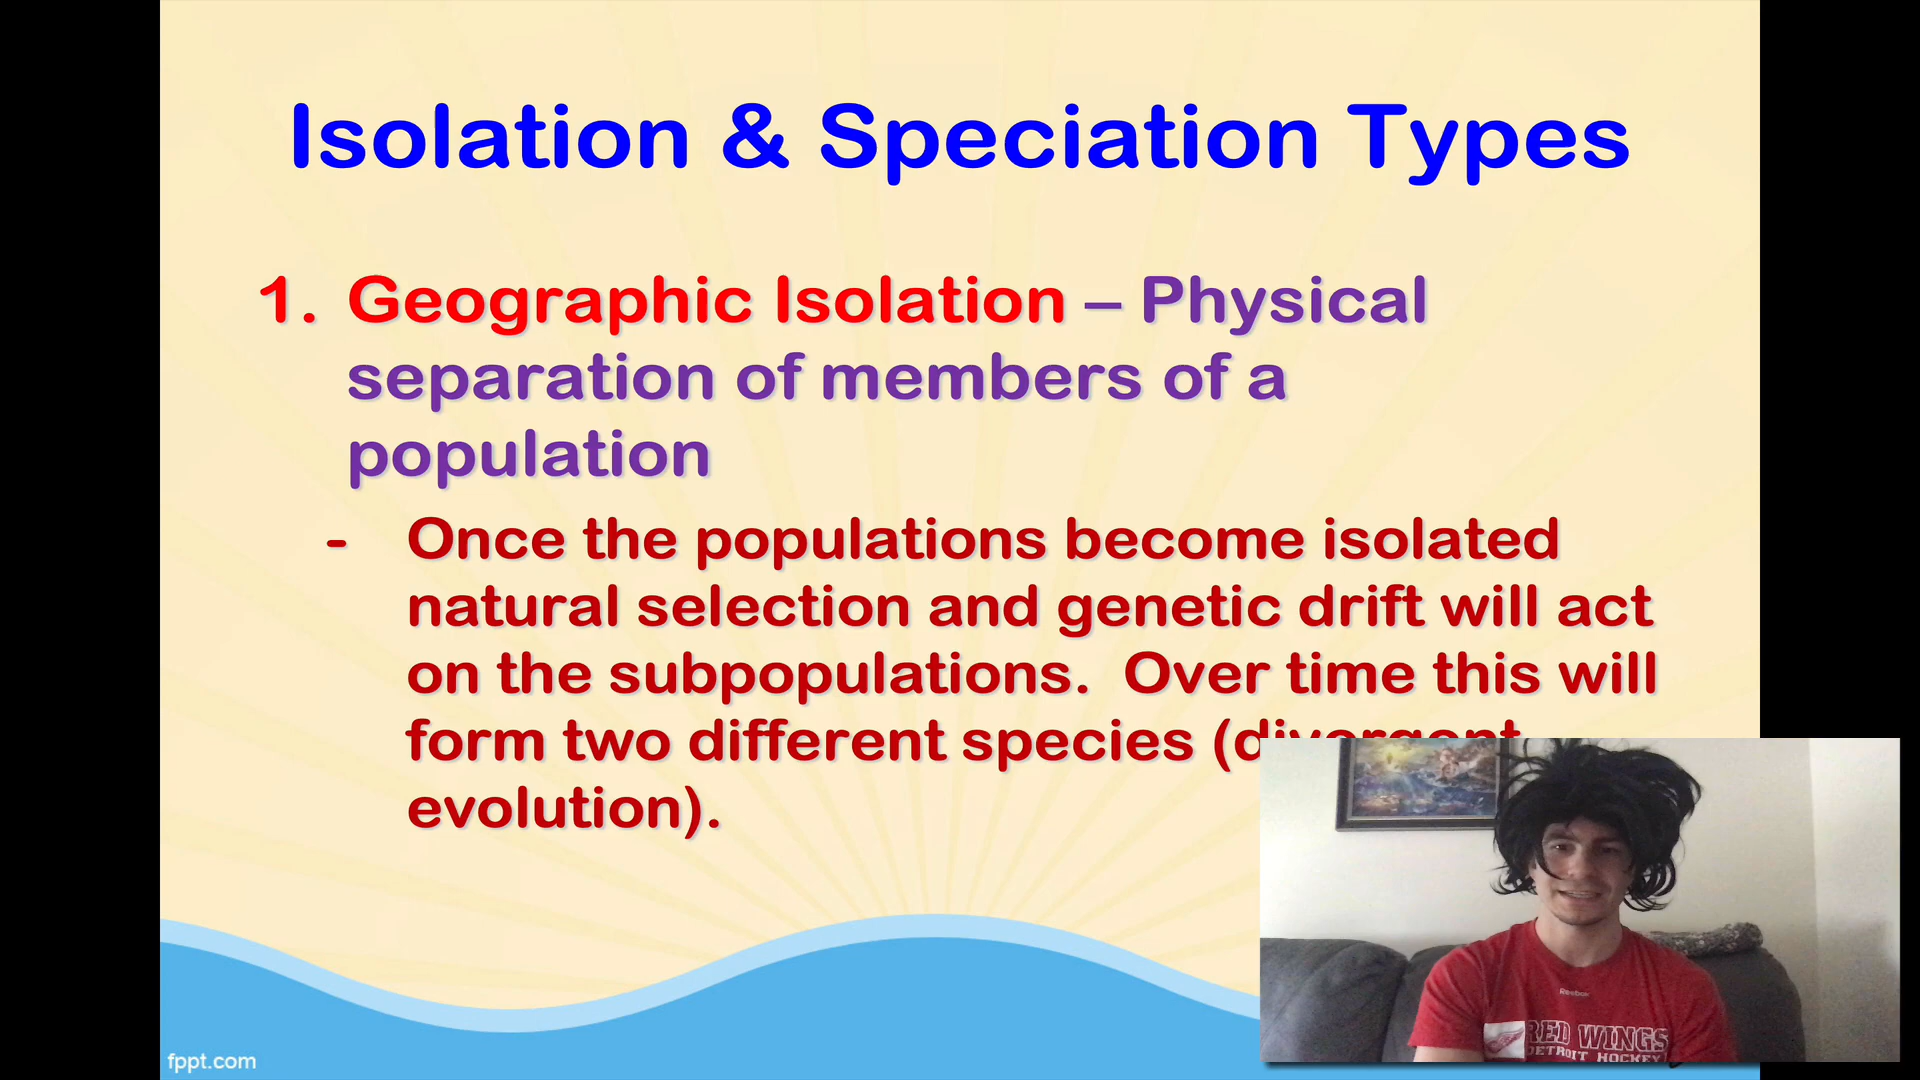 Isolation & Speciation Types
1. Geographic Isolation – Physical
separation of members of a
population
- Once the populations become isolated
natural selection and genetic drift will act
on the subpopulations. Over time this will
form two different species (divergent
evolution).
fppt.com
Reebok
RED WINGS
DETROIT HOCKEY